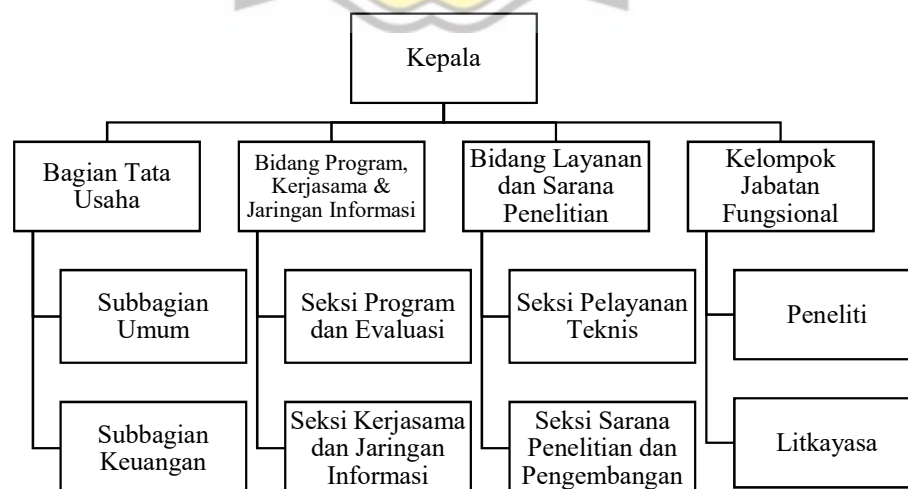 Kepala
Bagian Tata
Usaha
Bidang Program,
Kerjasama &
Jaringan Informasi
Bidang Layanan
dan Sarana
Penelitian
Kelompok
Jabatan
Fungsional
Subbagian
Umum
Seksi Program
dan Evaluasi
Seksi Pelayanan
Teknis
Peneliti
Subbagian
Keuangan
Seksi Kerjasama
dan Jaringan
Informasi
Seksi Sarana
Penelitian dan
Pengembangan
Litkayasa